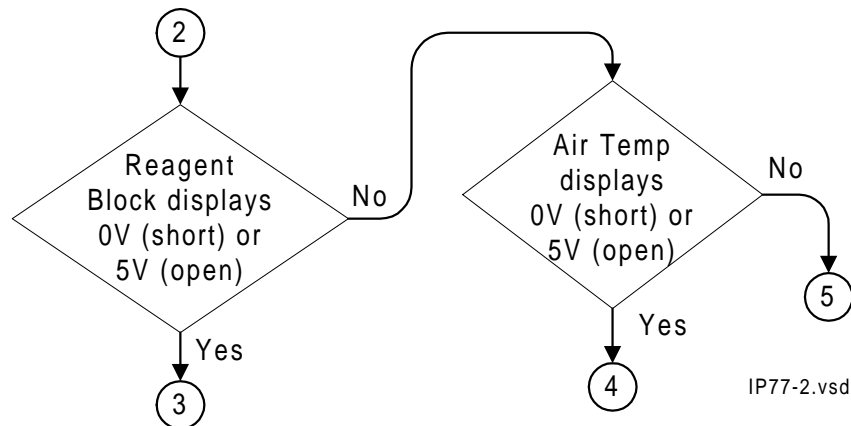 2
Reagent
Block displays
0V (short) or
5V (open)
No
Yes
3
Air Temp
displays
0V (short) or
5V (open)
No
Yes
4
5
IP77-2.vsd